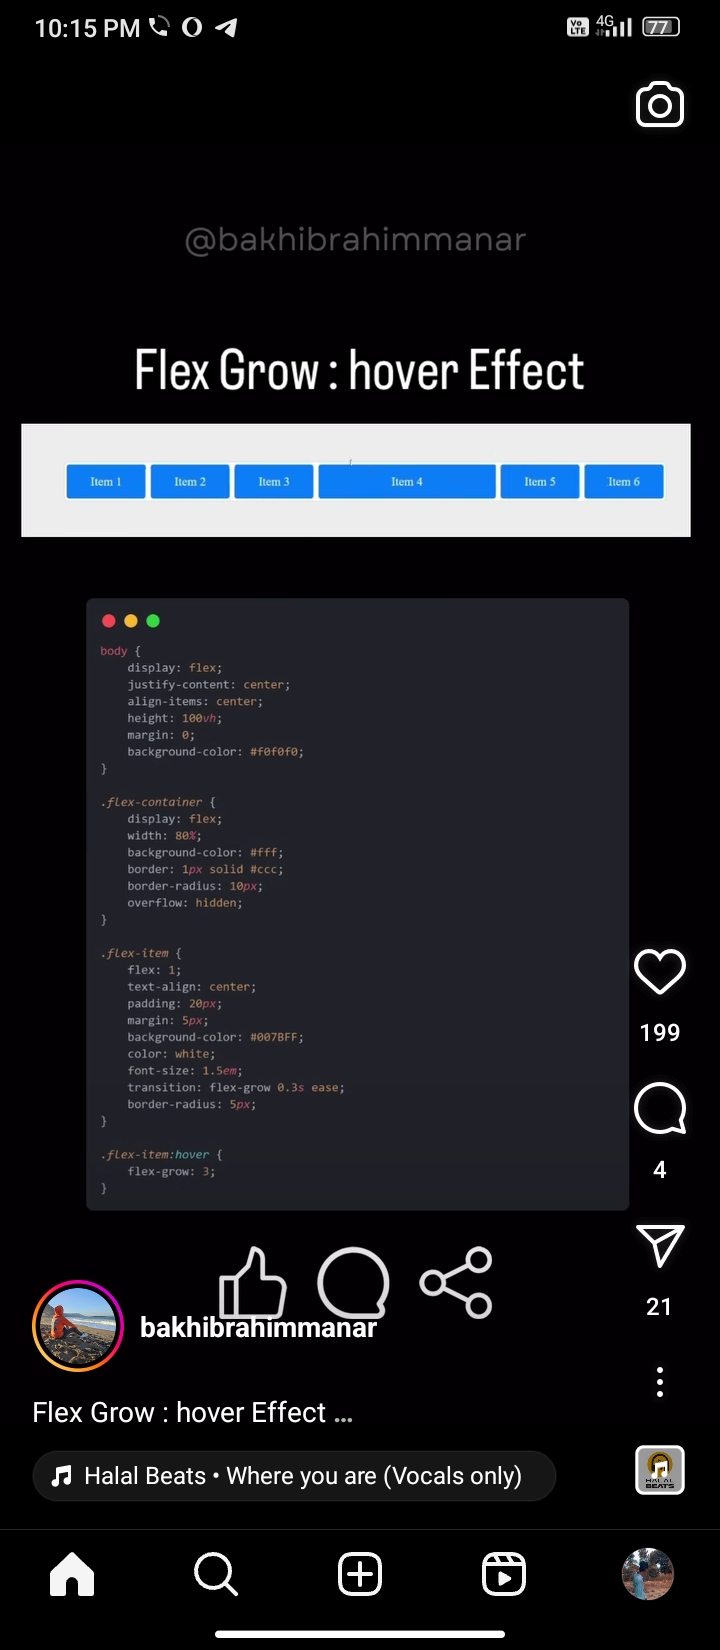 10:15 PM
Vo LTE 4G 77
@bakhibrahimmanar
Flex Grow : hover Effect
Item 1 Item 2 Item 3 Item 4 Item 5 Item 6
body {
    display: flex;
    justify-content: center;
    align-items: center;
    height: 100vh;
    margin: 0;
    background-color: #f0f0f0;
}
.flex-container {
    display: flex;
    width: 80%;
    background-color: #fff;
    border: 1px solid #ccc;
    border-radius: 10px;
    overflow: hidden;
}
.flex-item {
    flex: 1;
    text-align: center;
    padding: 20px;
    margin: 5px;
    background-color: #007BFF;
    color: white;
    font-size: 1.5em;
    transition: flex-grow 0.3s ease;
    border-radius: 5px;
}
.flex-item:hover {
    flex-grow: 3;
}
199
4
21
bakhibrahimmanar
Flex Grow : hover Effect ...
Halal Beats • Where you are (Vocals only)
HALAL
BEATS